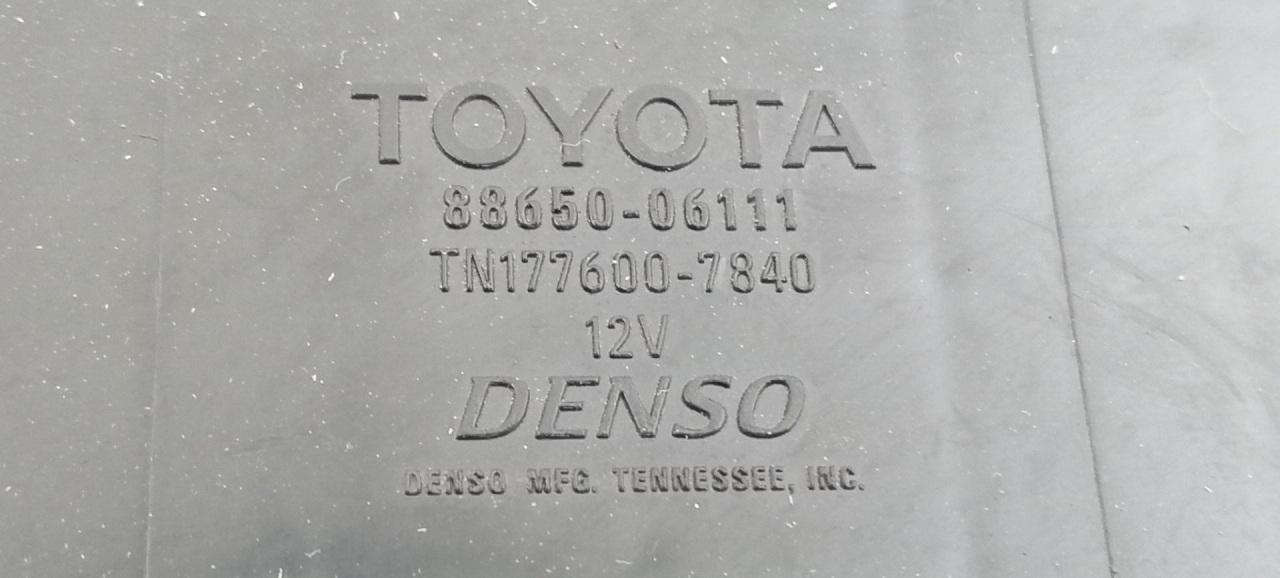 TOYOTA
88650-06111
TN177600-7840
12V
DENSO
DENSO MFG. TENNESSEE, INC.